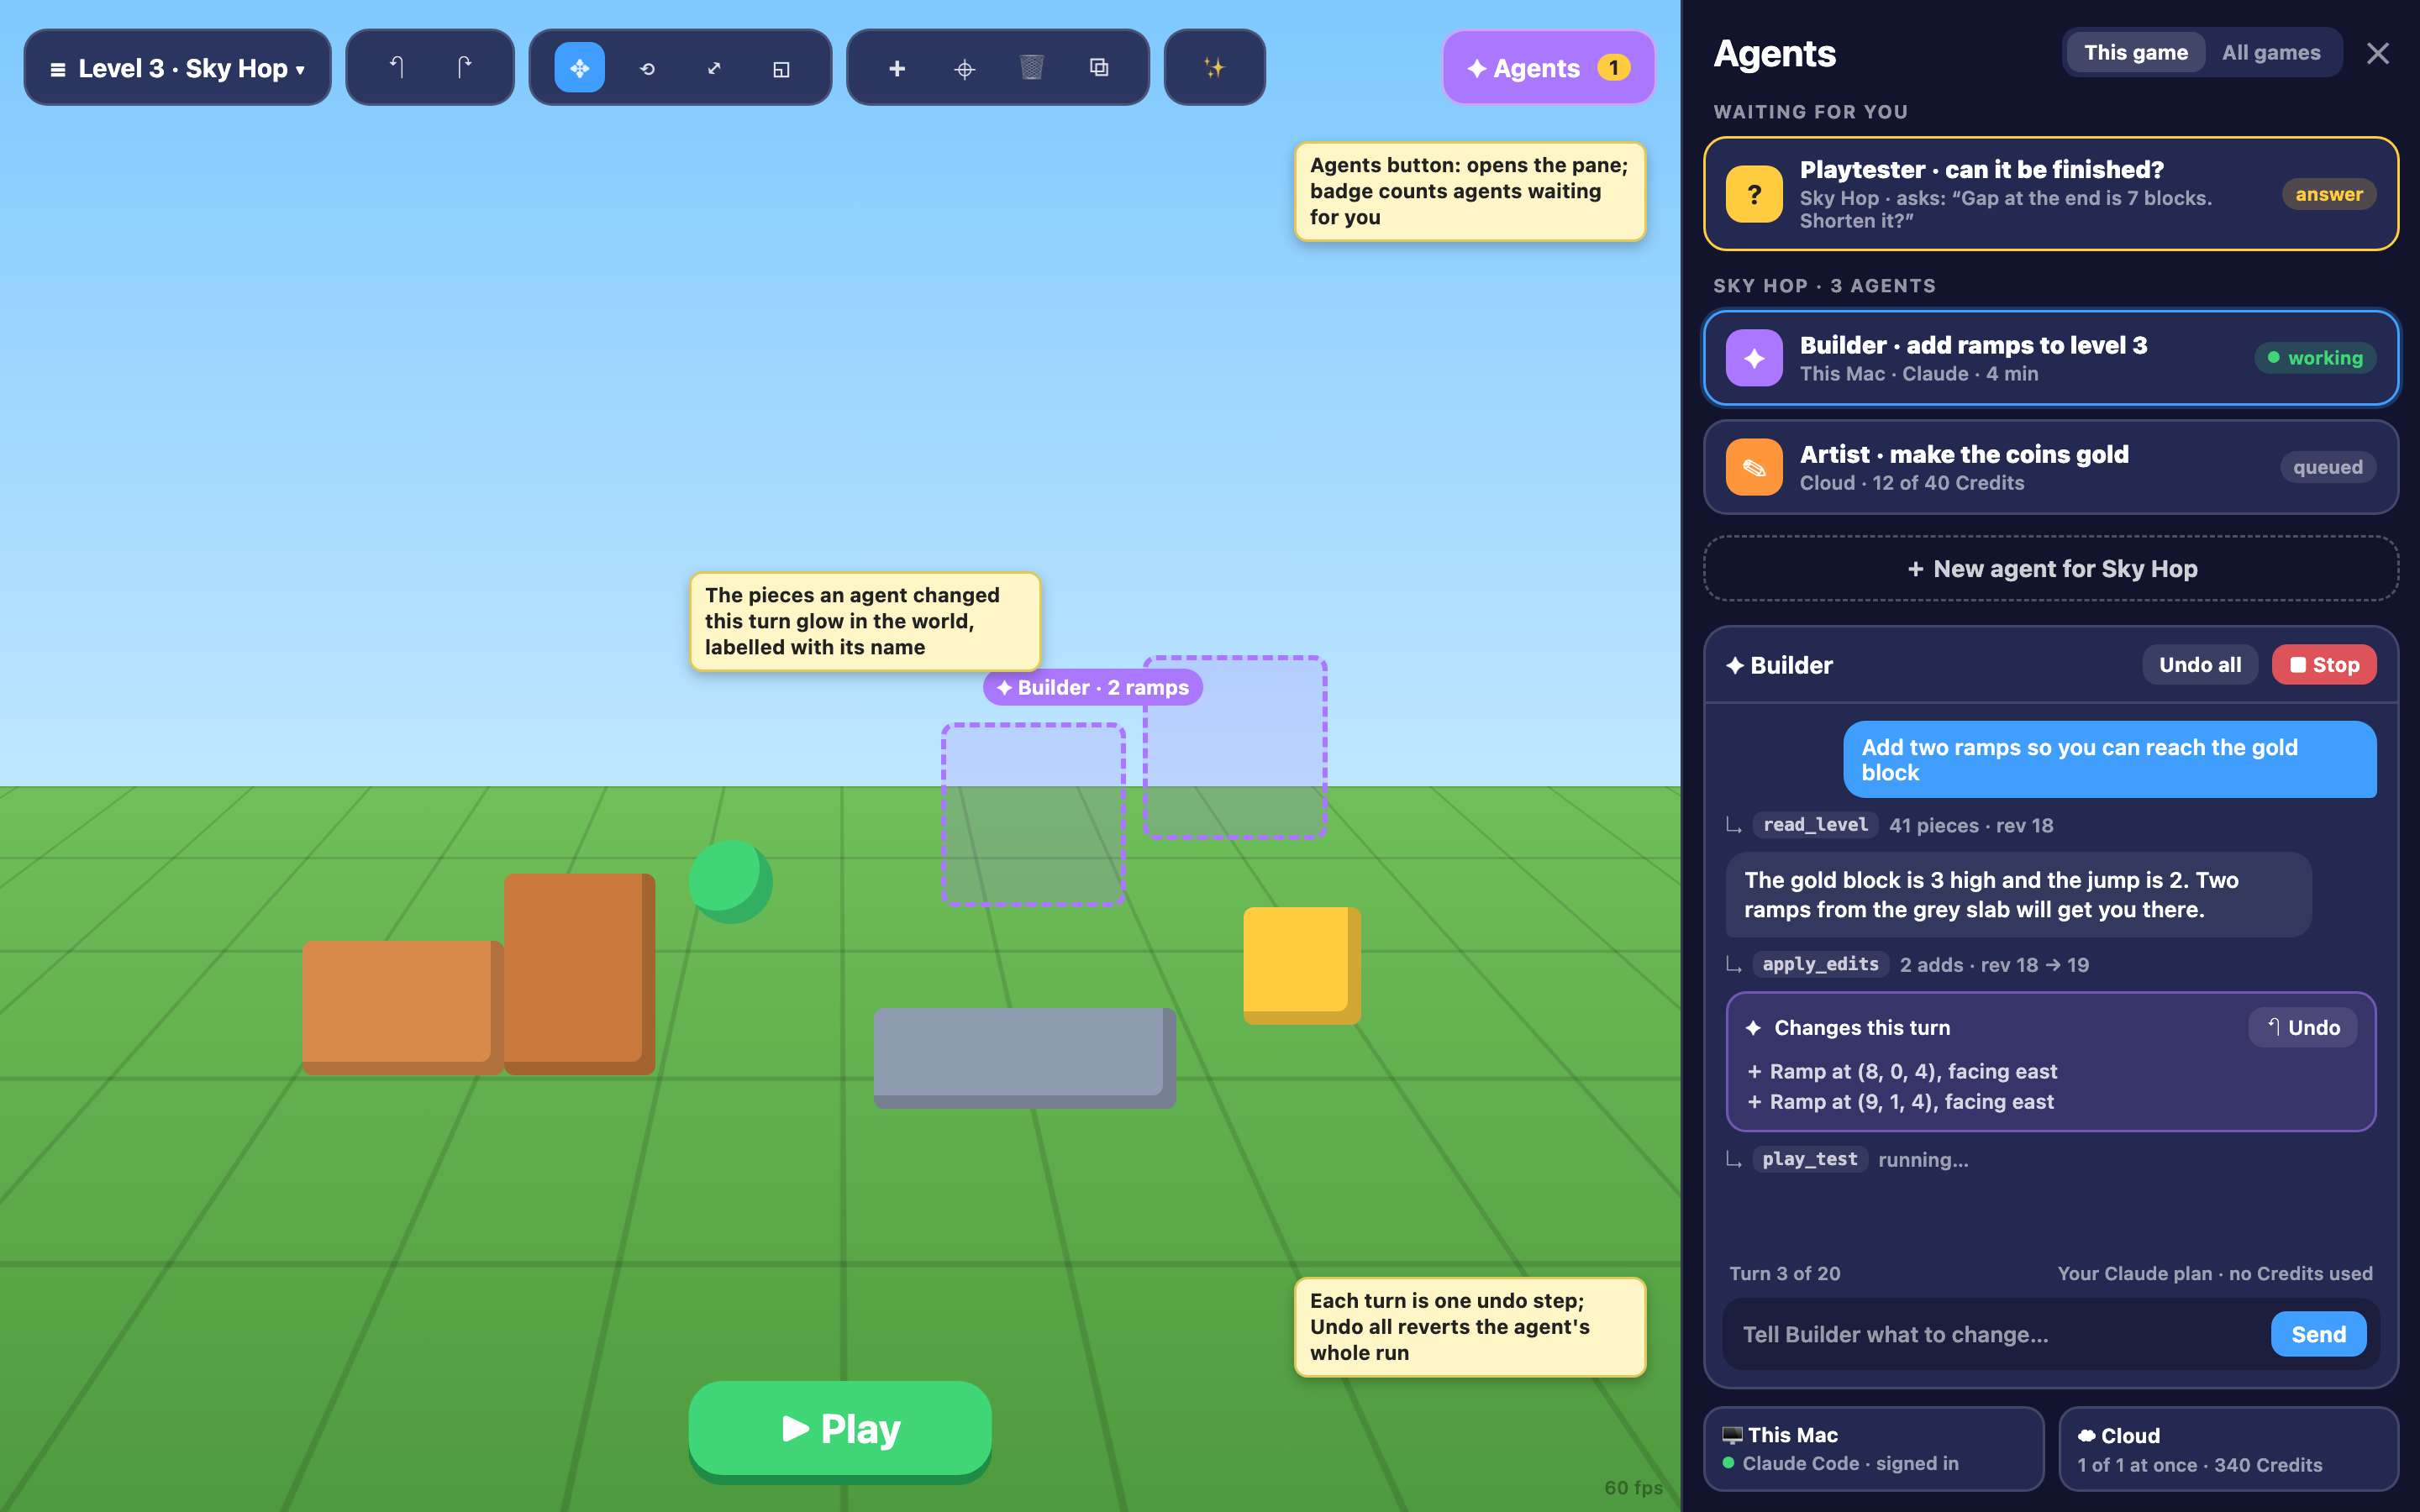 Level 3 · Sky Hop
Agents 1
Agents button: opens the pane;
badge counts agents waiting
for you
The pieces an agent changed
this turn glow in the world,
labelled with its name
Builder · 2 ramps
Each turn is one undo step;
Undo all reverts the agent's
whole run
Play
60 fps
Agents
This game
All games
WAITING FOR YOU
?
Playtester · can it be finished?
Sky Hop · asks: “Gap at the end is 7 blocks.
Shorten it?”
answer
SKY HOP · 3 AGENTS
Builder · add ramps to level 3
This Mac · Claude · 4 min
working
Artist · make the coins gold
Cloud · 12 of 40 Credits
queued
+ New agent for Sky Hop
Builder
Undo all
Stop
Add two ramps so you can reach the gold
block
read_level 41 pieces · rev 18
The gold block is 3 high and the jump is 2. Two
ramps from the grey slab will get you there.
apply_edits 2 adds · rev 18 → 19
Changes this turn
Undo
+ Ramp at (8, 0, 4), facing east
+ Ramp at (9, 1, 4), facing east
play_test running…
Turn 3 of 20
Your Claude plan · no Credits used
Tell Builder what to change…
Send
This Mac
Claude Code · signed in
Cloud
1 of 1 at once · 340 Credits